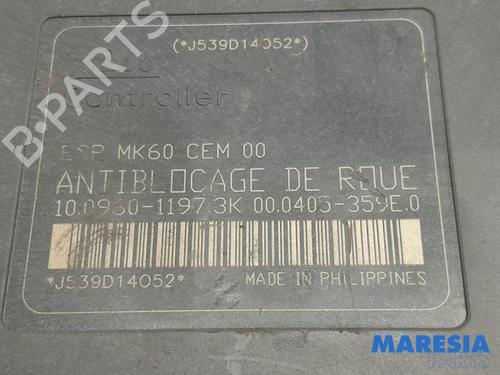 (*J539D14052*)
controller
ESP MK60 CEM 00
ANTIBLOCAGE DE ROUE
10.0960-1197.3K 00.0405-359E.0
*J539D14052*
MADE IN PHILIPPINES
B-PARTS
MARESIA